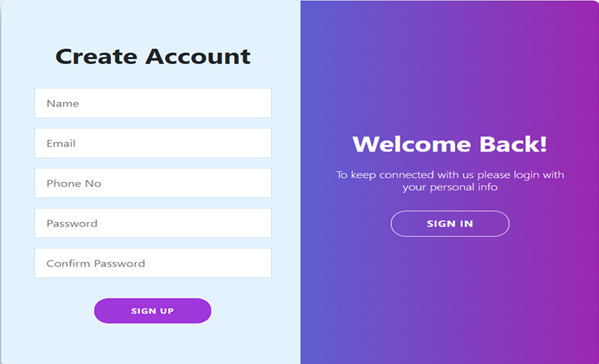 Create Account
Name
Email
Phone No
Password
Confirm Password
SIGN UP
Welcome Back!
To keep connected with us please login with
your personal info
SIGN IN